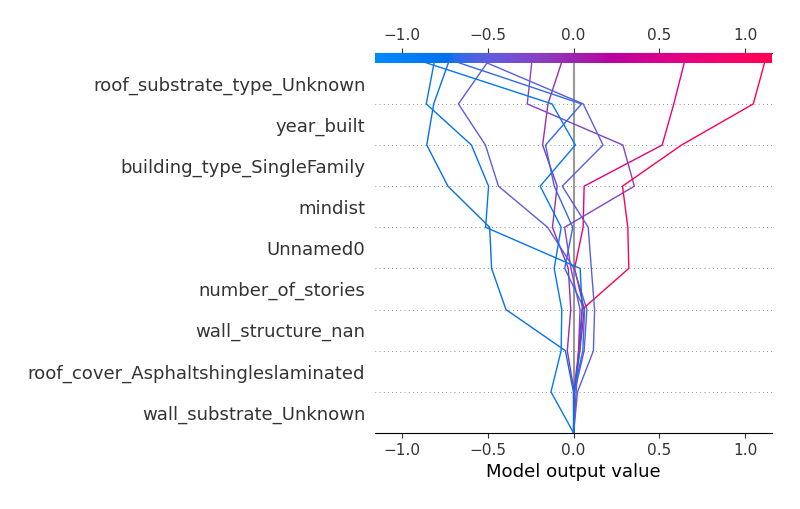 −1.0 −0.5 0.0 0.5 1.0
roof_substrate_type_Unknown
year_built
building_type_SingleFamily
mindist
Unnamed0
number_of_stories
wall_structure_nan
roof_cover_Asphaltshingleslaminated
wall_substrate_Unknown
−1.0 −0.5 0.0 0.5 1.0
Model output value